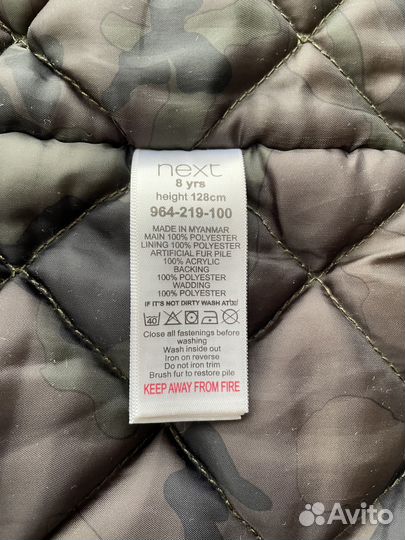 next
8 yrs
height 128cm
964-219-100
MADE IN MYANMAR
MAIN 100% POLYESTER
LINING 100% POLYESTER
ARTIFICIAL FUR PILE
100% ACRYLIC
BACKING
100% POLYESTER
WADDING
100% POLYESTER
IF IT'S NOT DIRTY WASH AT
40
Close all fastenings before
washing
Wash inside out
Iron on reverse
Do not iron trim
Brush fur to restore pile
KEEP AWAY FROM FIRE
Avito